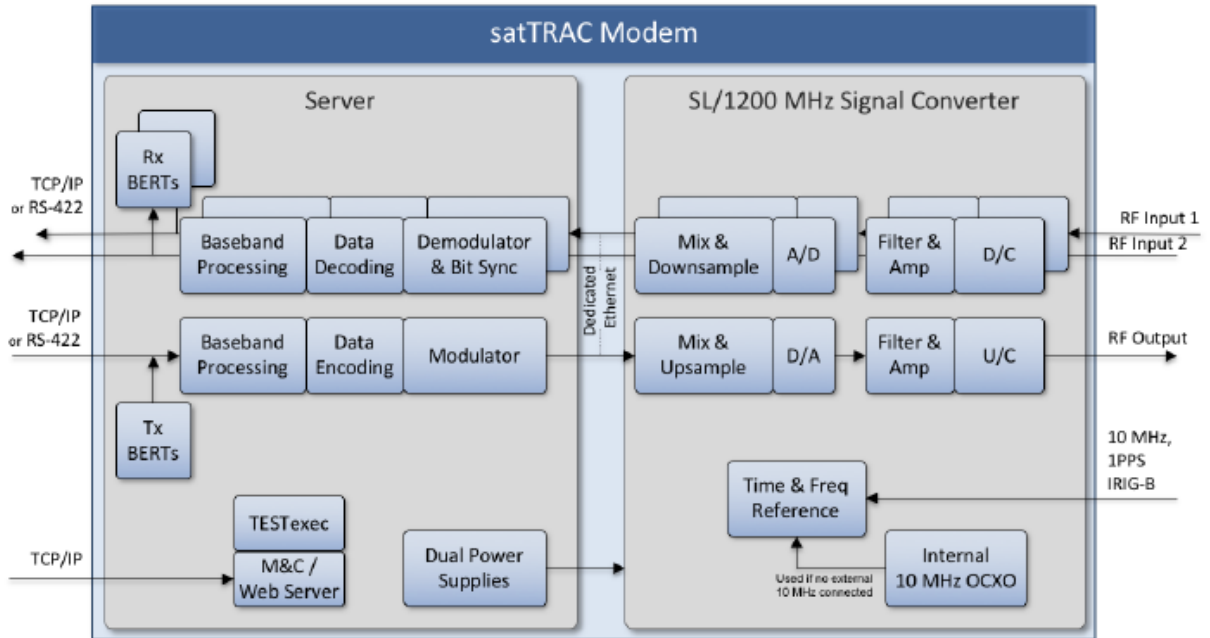 satTRAC Modem
Server
Rx
BERTs
TCP/IP
or RS-422
Baseband
Processing
Data
Decoding
Demodulator
& Bit Sync
TCP/IP
or RS-422
Baseband
Processing
Data
Encoding
Modulator
Tx
BERTs
TCP/IP
TESTexec
M&C /
Web Server
Dual Power
Supplies
Dedicated
Ethernet
SL/1200 MHz Signal Converter
Mix &
Downsample
A/D
Filter &
Amp
D/C
RF Input 1
RF Input 2
Mix &
Upsample
D/A
Filter &
Amp
U/C
RF Output
Time & Freq
Reference
10 MHz,
1PPS
IRIG-B
Used if no external
10 MHz connected
Internal
10 MHz OCXO